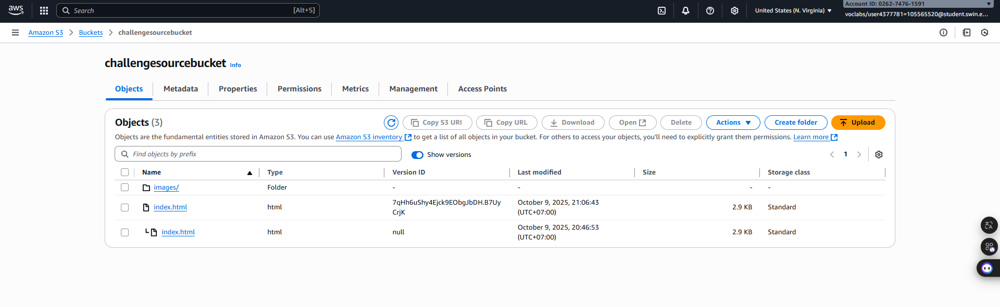 aws
Search [Alt+S]
United States (N. Virginia)
Account ID: 0262-7476-1591
voclabs/user4377781=105565520@student.swin.e...
Amazon S3 > Buckets > challengesourcebucket
challengesourcebucket Info
Objects Metadata Properties Permissions Metrics Management Access Points
Objects (3) Copy S3 URI Copy URL Download Open Delete Actions Create folder Upload
Objects are the fundamental entities stored in Amazon S3. You can use Amazon S3 inventory to get a list of all objects in your bucket. For others to access your objects, you'll need to explicitly grant them permissions. Learn more
Find objects by prefix Show versions 1
Name Type Version ID Last modified Size Storage class
images/ Folder - - - -
index.html html 7qHh6uShy4Ejck9EObgJbDH.B7Uy October 9, 2025, 21:06:43 2.9 KB Standard
CrjK (UTC+07:00)
index.html html null October 9, 2025, 20:46:53 2.9 KB Standard
(UTC+07:00)